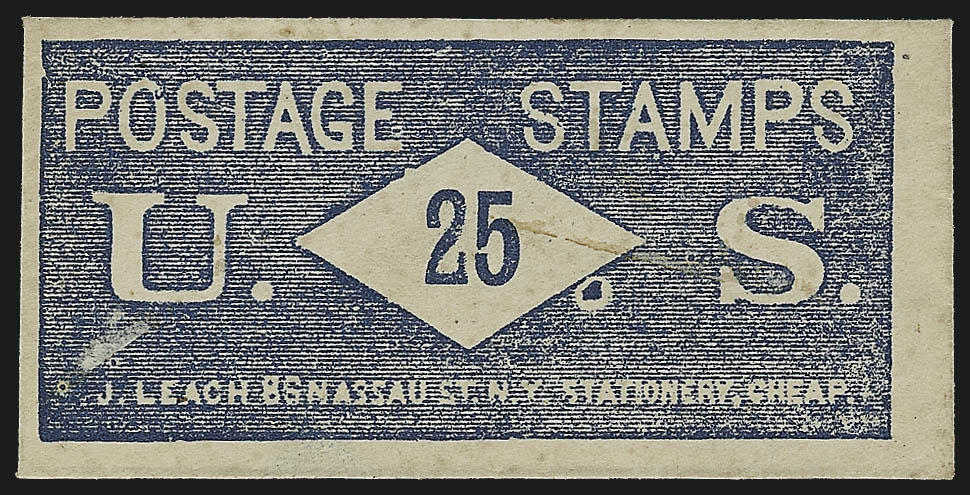 POSTAGE STAMPS
U. 25 . S.
J. LEACH 86 NASSAU ST. N.Y. STATIONERY, CHEAP.